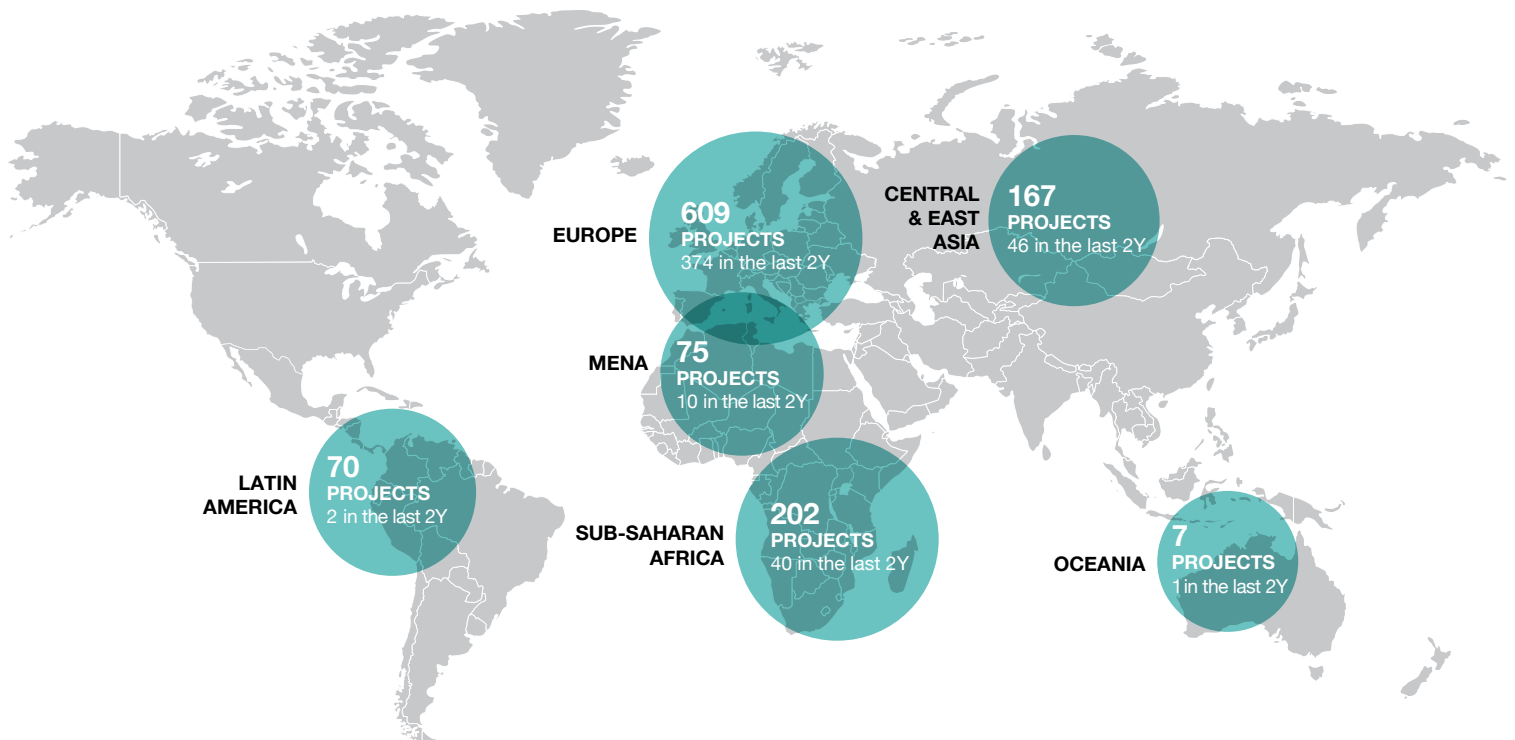 EUROPE
609
PROJECTS
374 in the last 2Y
CENTRAL
& EAST
ASIA
167
PROJECTS
46 in the last 2Y
MENA
75
PROJECTS
10 in the last 2Y
LATIN
AMERICA
70
PROJECTS
2 in the last 2Y
SUB-SAHARAN
AFRICA
202
PROJECTS
40 in the last 2Y
OCEANIA
7
PROJECTS
1 in the last 2Y